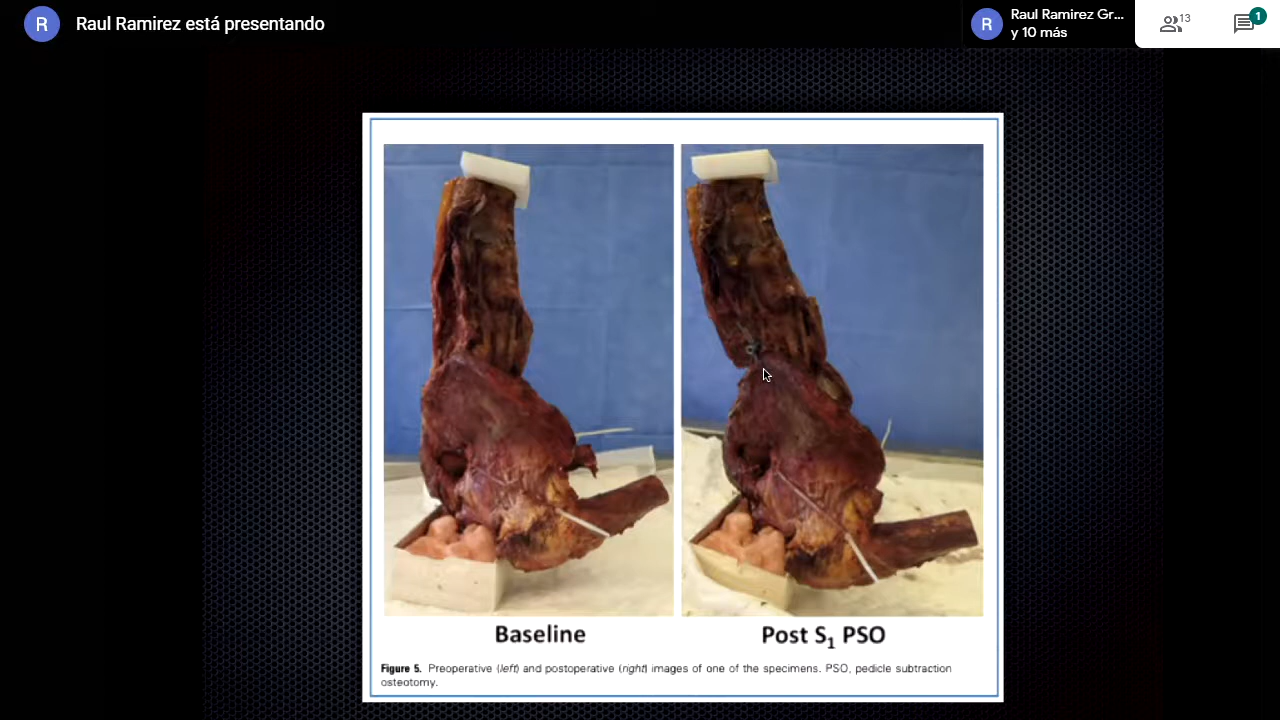 R
Raul Ramirez está presentando
R
Raul Ramirez Gr...
y 10 más
13
1
Baseline
Post S₁ PSO
Figure 5. Preoperative (left) and postoperative (right) images of one of the specimens. PSO, pedicle subtraction
osteotomy.